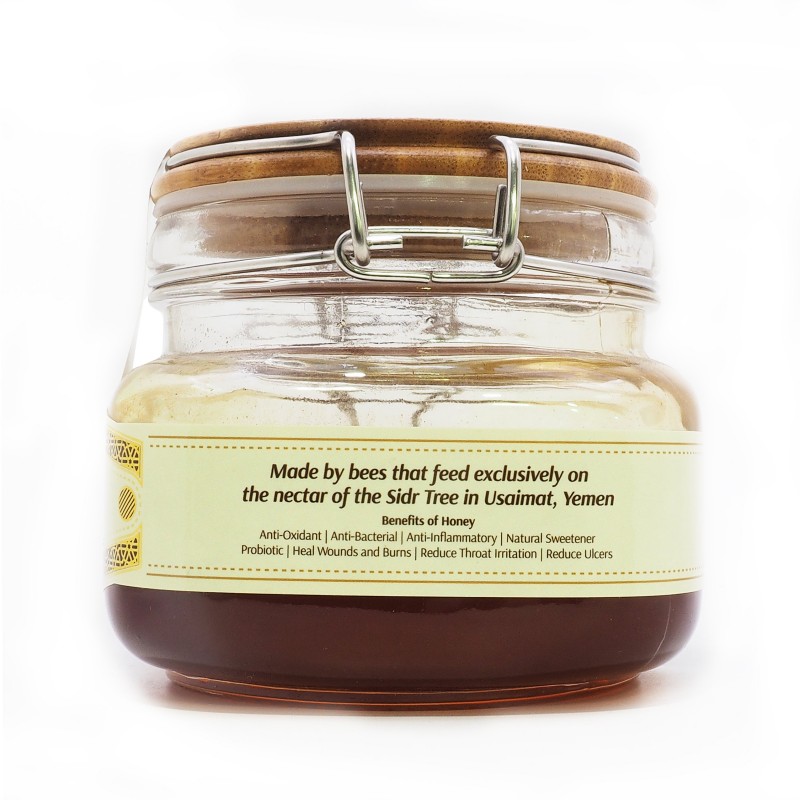 Made by bees that feed exclusively on
the nectar of the Sidr Tree in Usaimat, Yemen
Benefits of Honey
Anti-Oxidant | Anti-Bacterial | Anti-Inflammatory | Natural Sweetener
Probiotic | Heal Wounds and Burns | Reduce Throat Irritation | Reduce Ulcers